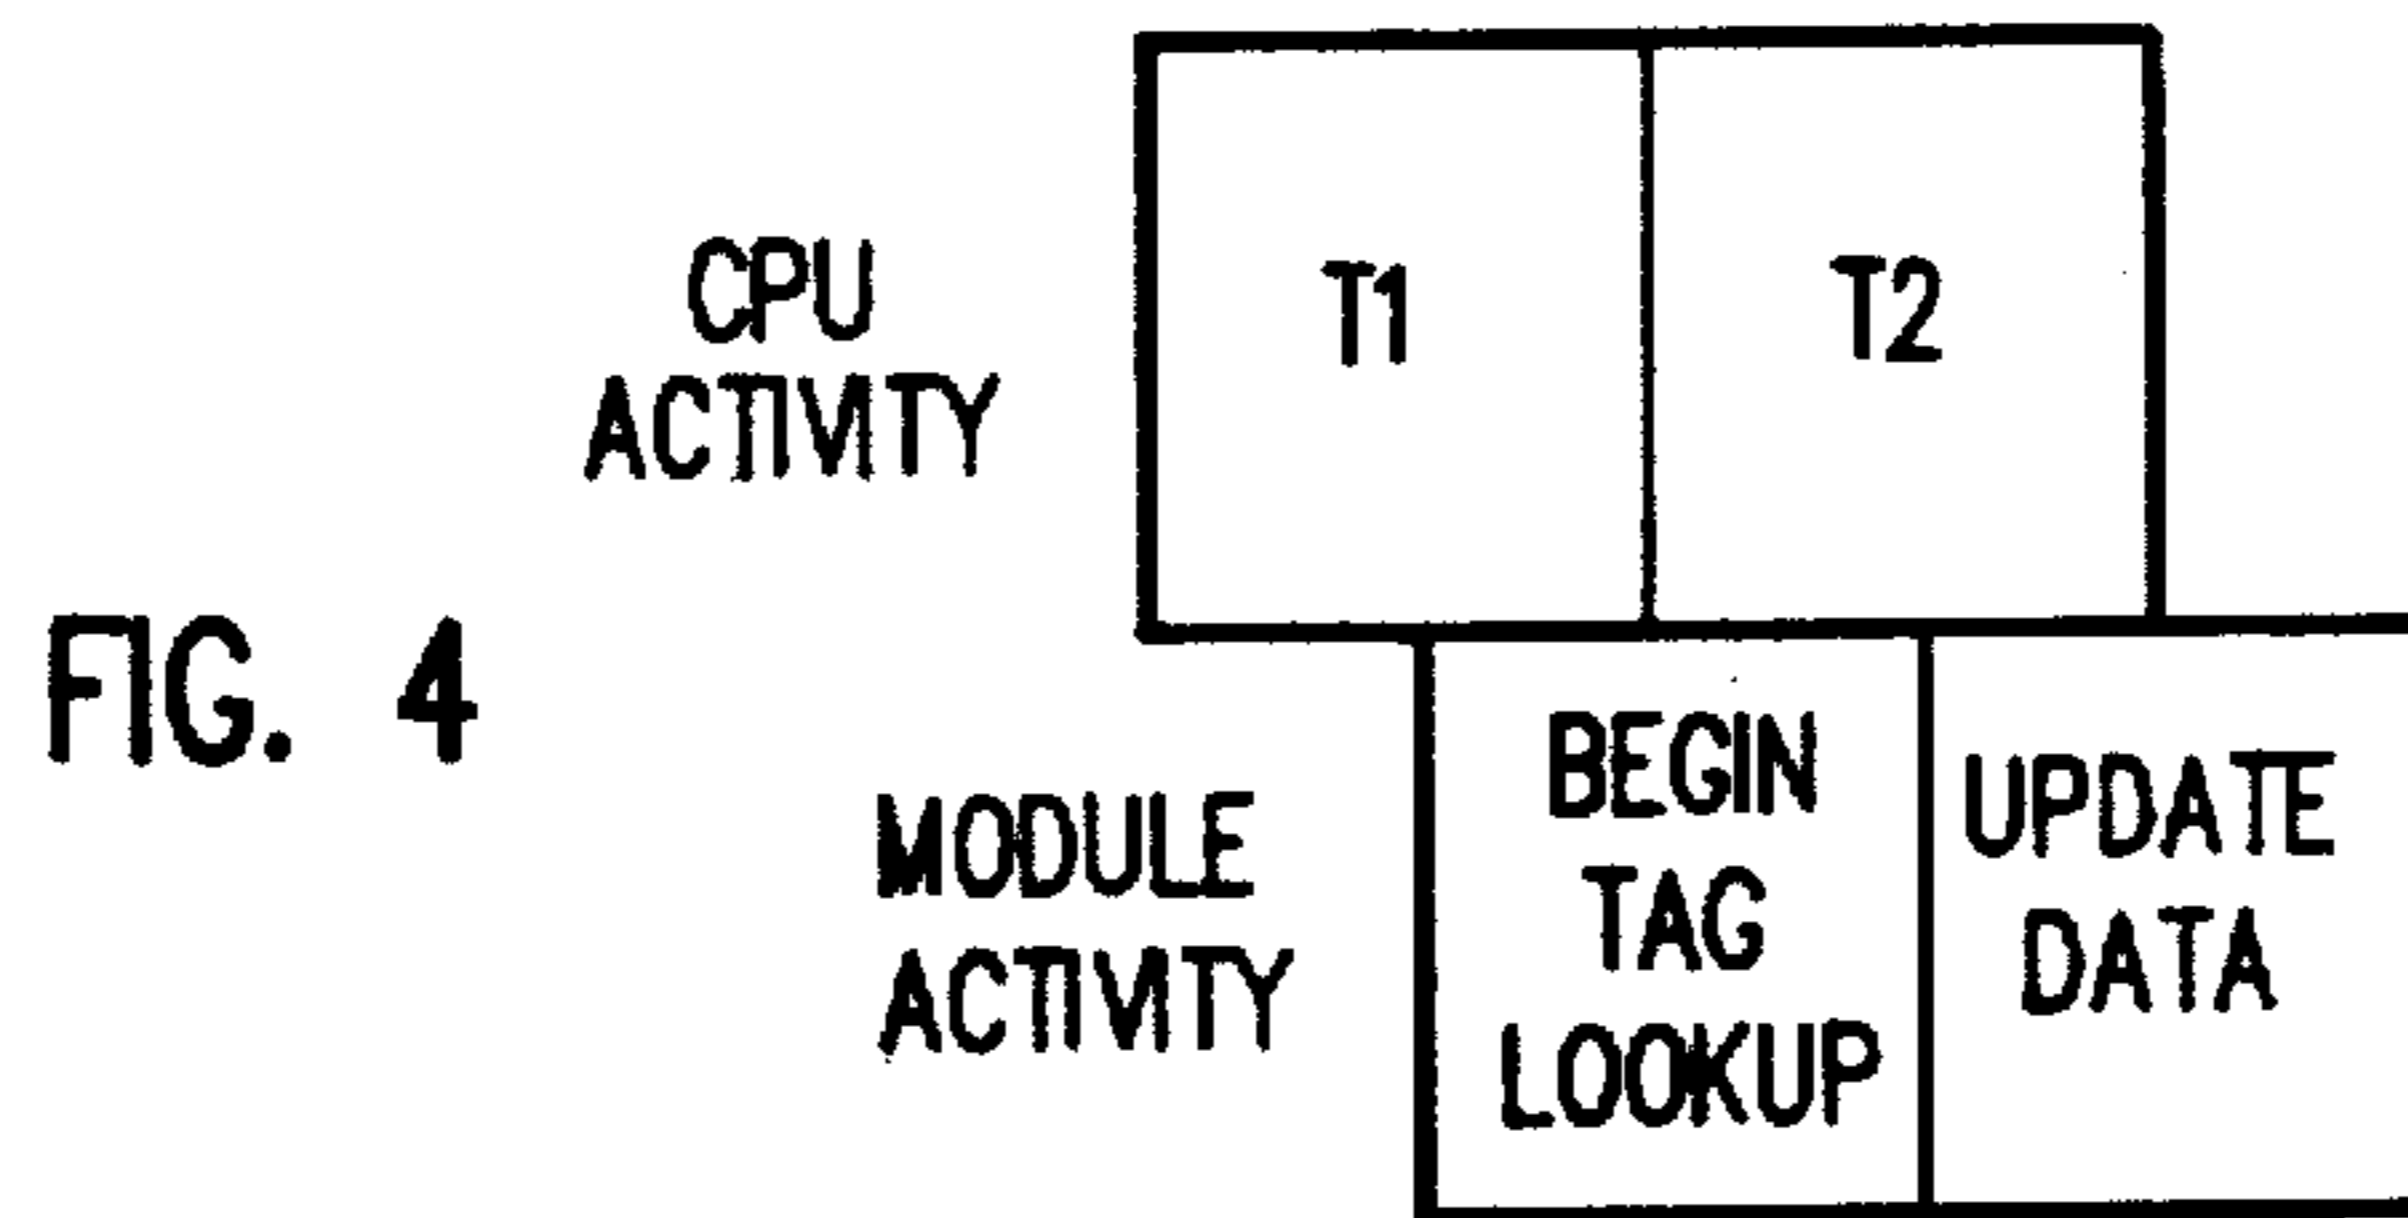 CPU
ACTIVITY
T1
T2
FIG. 4
MODULE
ACTIVITY
BEGIN
TAG
LOOKUP
UPDATE
DATA